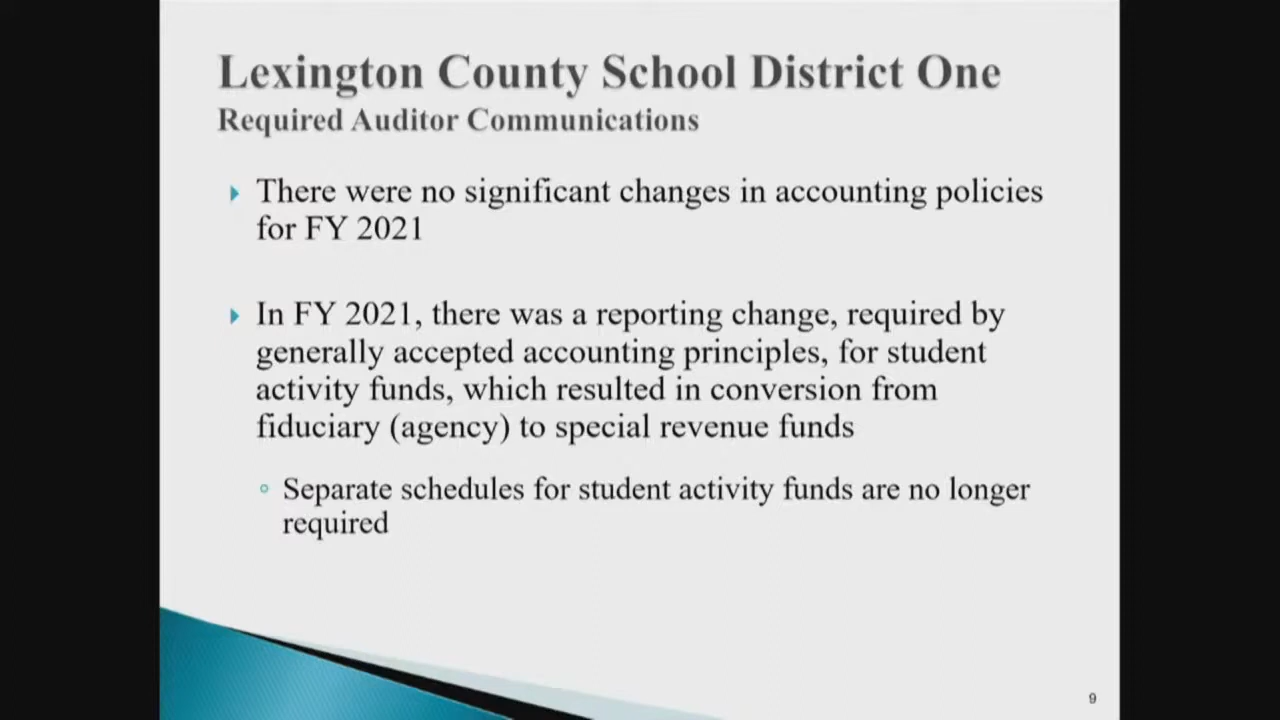 Lexington County School District One
Required Auditor Communications
There were no significant changes in accounting policies
for FY 2021
In FY 2021, there was a reporting change, required by
generally accepted accounting principles, for student
activity funds, which resulted in conversion from
fiduciary (agency) to special revenue funds
Separate schedules for student activity funds are no longer
required
9